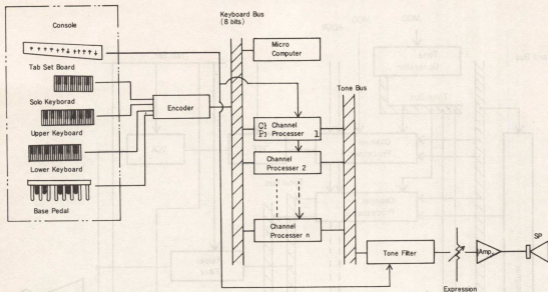 Console
Tab Set Board
Solo Keyborad
Upper Keyboard
Lower Keyboard
Base Pedal
Encoder
Keyboard Bus
(8 bits.)
Micro
Computer
Tone Bus
Channel
Processer 1
Channel
Processer 2
Channel
Processer n
Tone Filter
Expression
Amp.
SP